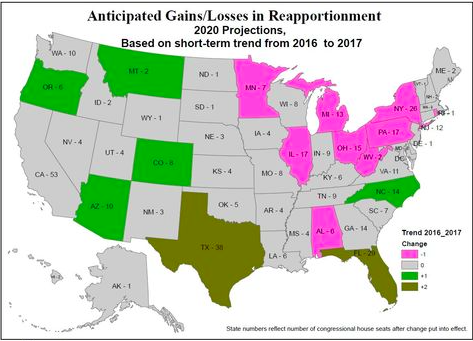 Anticipated Gains/Losses in Reapportionment
2020 Projections,
Based on short-term trend from 2016 to 2017
WA - 10
MT - 2
ND - 1
MN - 7
ME - 2
OR - 6
ID - 2
SD - 1
WI - 8
MI - 13
NY - 26
WY - 1
NE - 3
IA - 4
PA - 17
NJ - 12
NV - 4
UT - 4
CO - 8
IL - 17
IN - 9
OH - 15
WV - 2
DE - 1
DC
CA - 53
KS - 4
MO - 8
KY - 6
VA - 11
AZ - 10
NM - 3
OK - 5
AR - 4
TN - 9
NC - 14
SC - 7
TX - 38
LA - 6
MS - 4
AL - 6
GA - 14
FL - 29
AK - 1
Trend 2016_2017
Change
-1
0
+1
+2
State numbers reflect number of congressional house seats after change put into effect.